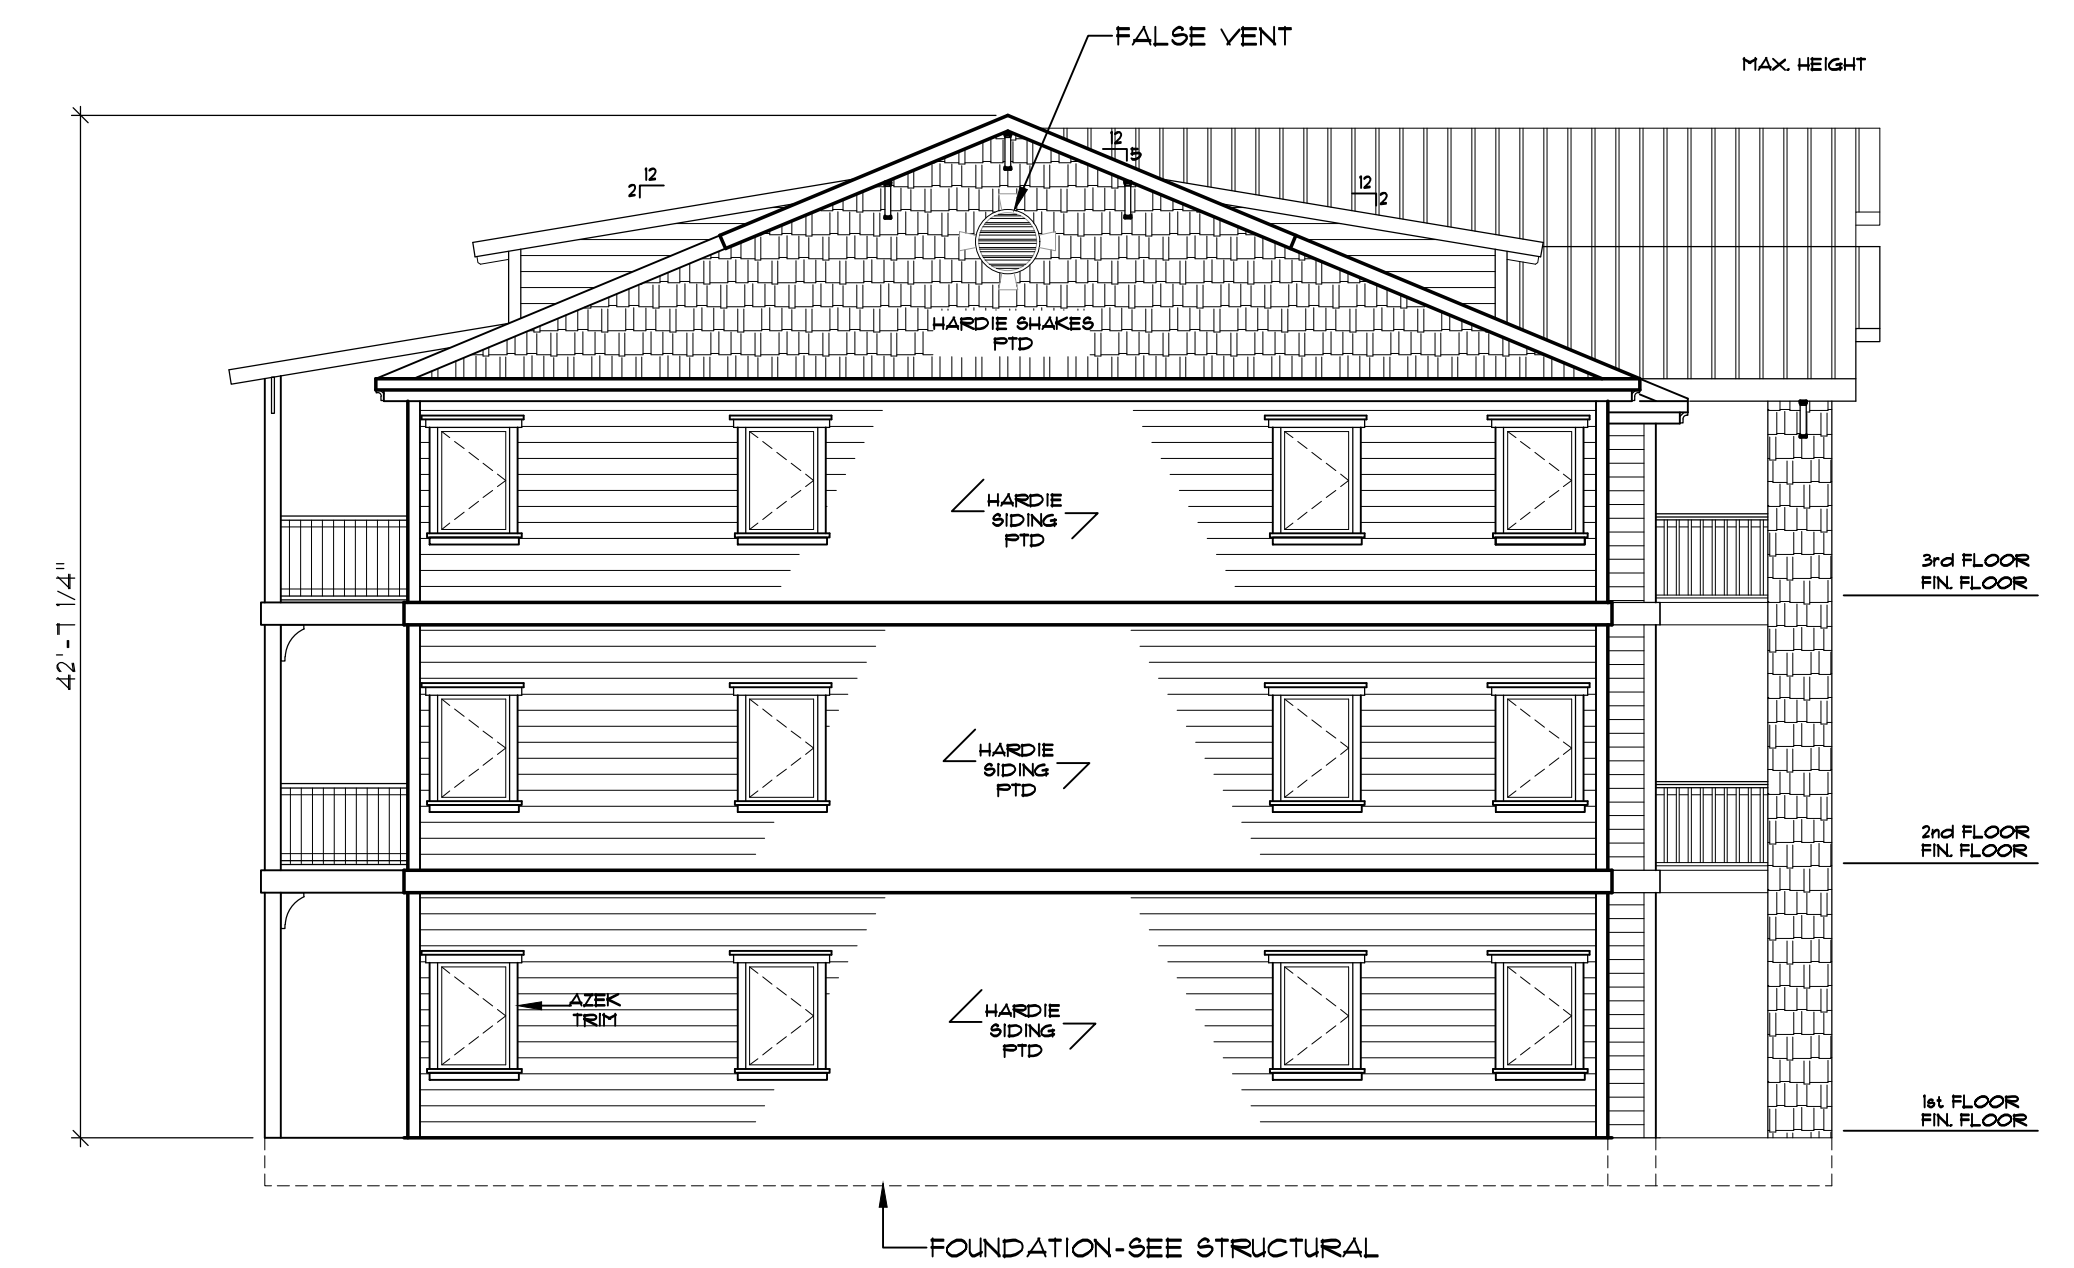 FALSE VENT
MAX. HEIGHT
12
5
12
2
12
2
HARDIE SHAKES
PTD
HARDIE
SIDING
PTD
42'-7 1/4"
3rd FLOOR
FIN. FLOOR
HARDIE
SIDING
PTD
2nd FLOOR
FIN. FLOOR
AZEK
TRIM
HARDIE
SIDING
PTD
1st FLOOR
FIN. FLOOR
FOUNDATION-SEE STRUCTURAL